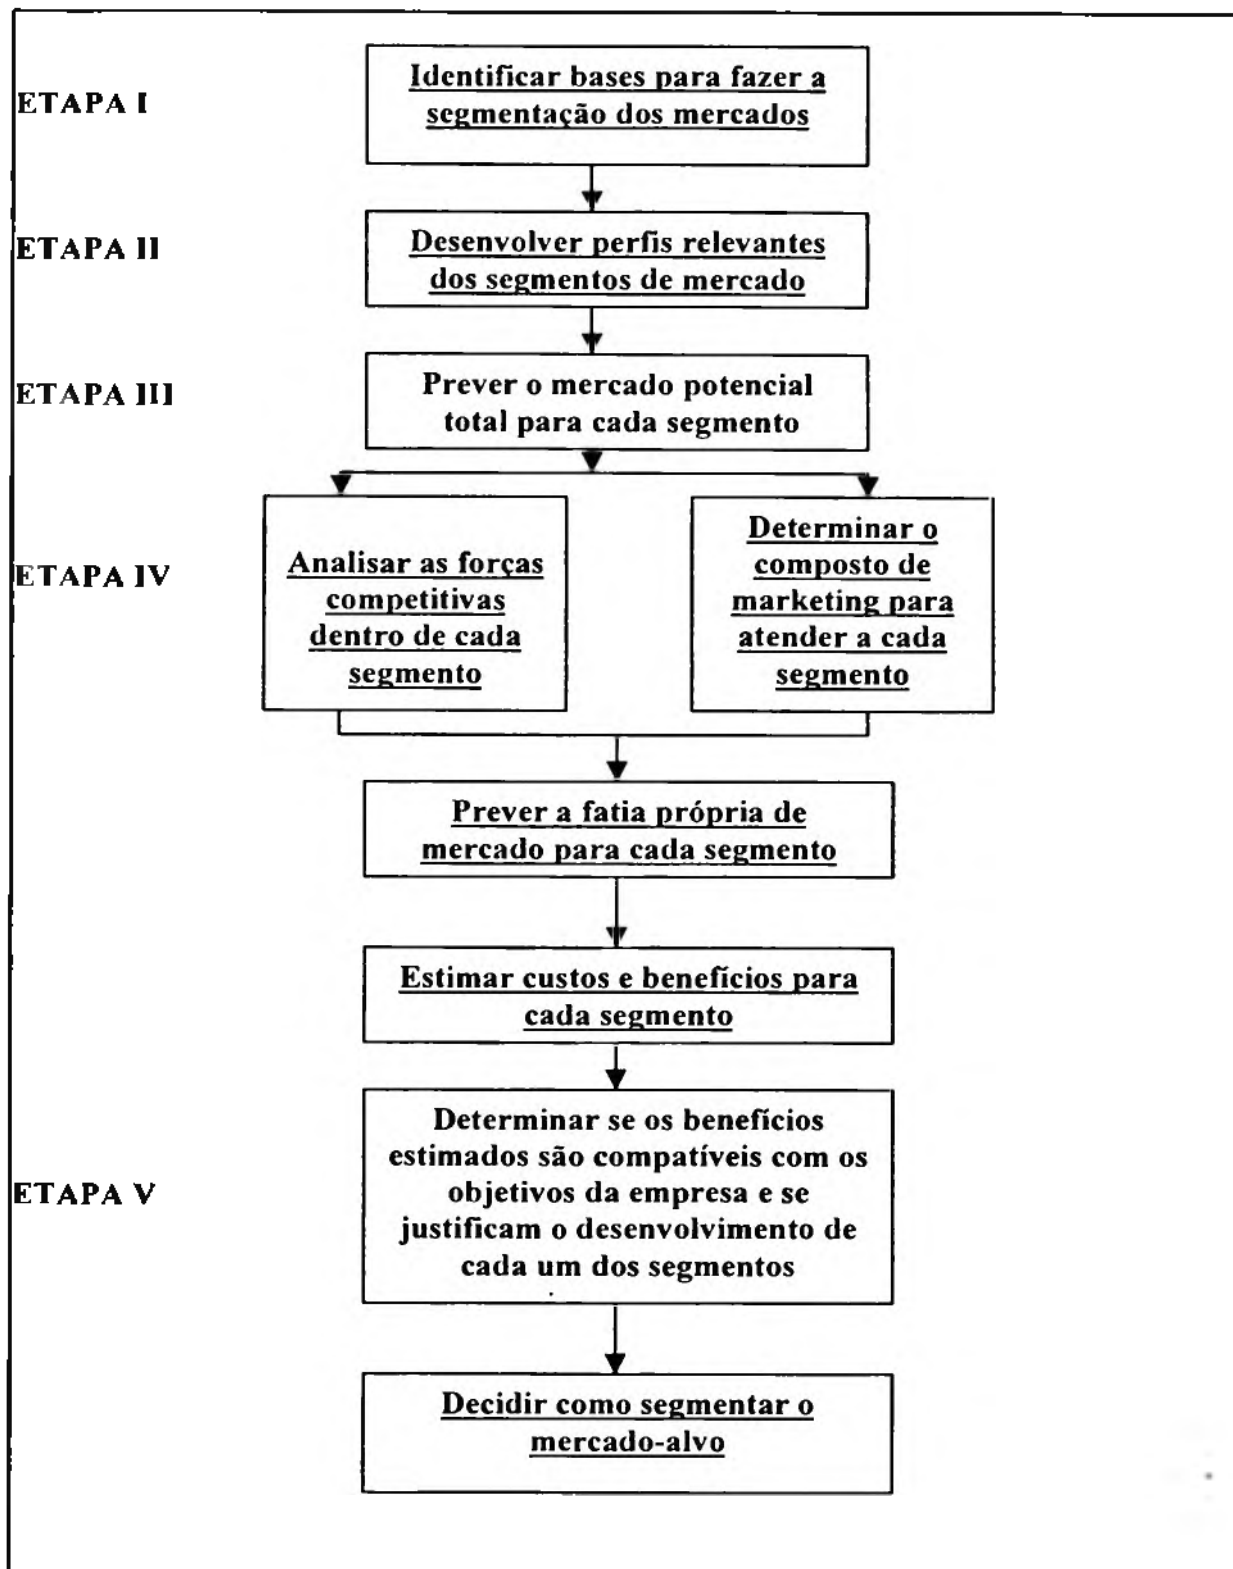 ETAPA I
Identificar bases para fazer a
segmentação dos mercados
ETAPA II
Desenvolver perfis relevantes
dos segmentos de mercado
ETAPA III
Prever o mercado potencial
total para cada segmento
ETAPA IV
Analisar as forças
competitivas
dentro de cada
segmento
Determinar o
composto de
marketing para
atender a cada
segmento
Prever a fatia própria de
mercado para cada segmento
Estimar custos e benefícios para
cada segmento
ETAPA V
Determinar se os benefícios
estimados são compatíveis com os
objetivos da empresa e se
justificam o desenvolvimento de
cada um dos segmentos
Decidir como segmentar o
mercado-alvo